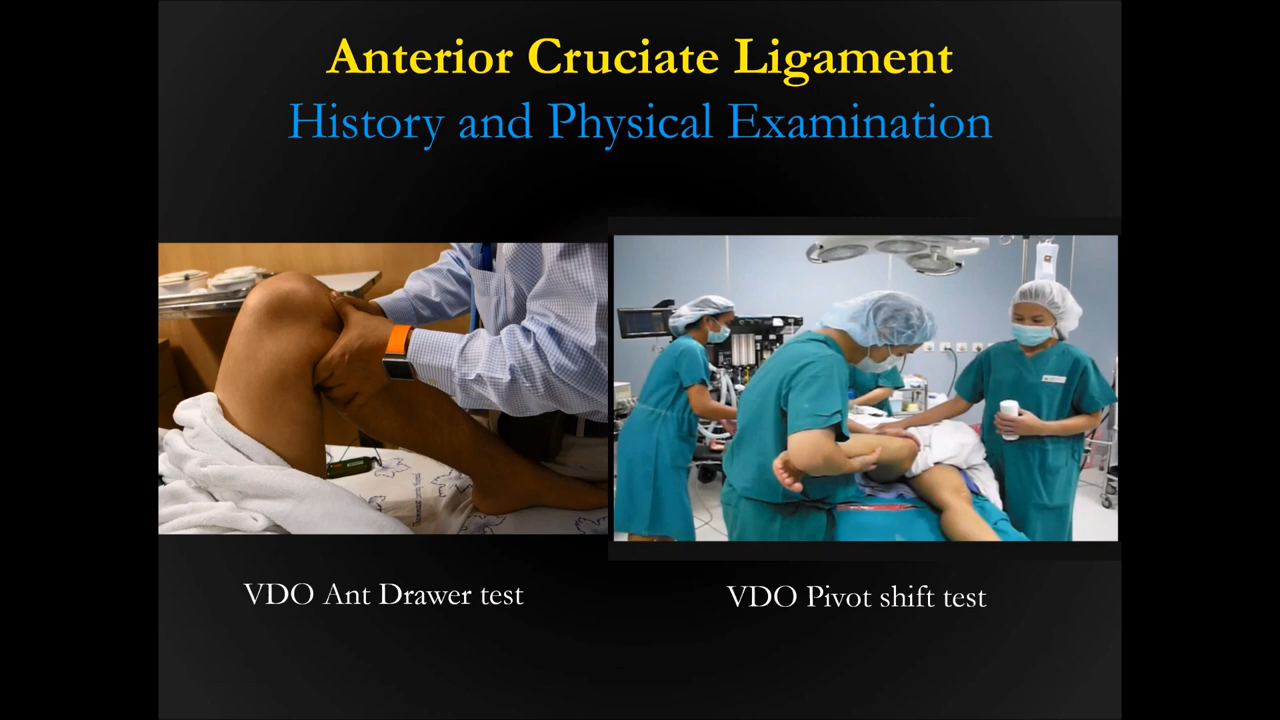 Anterior Cruciate Ligament
History and Physical Examination
VDO Ant Drawer test
VDO Pivot shift test